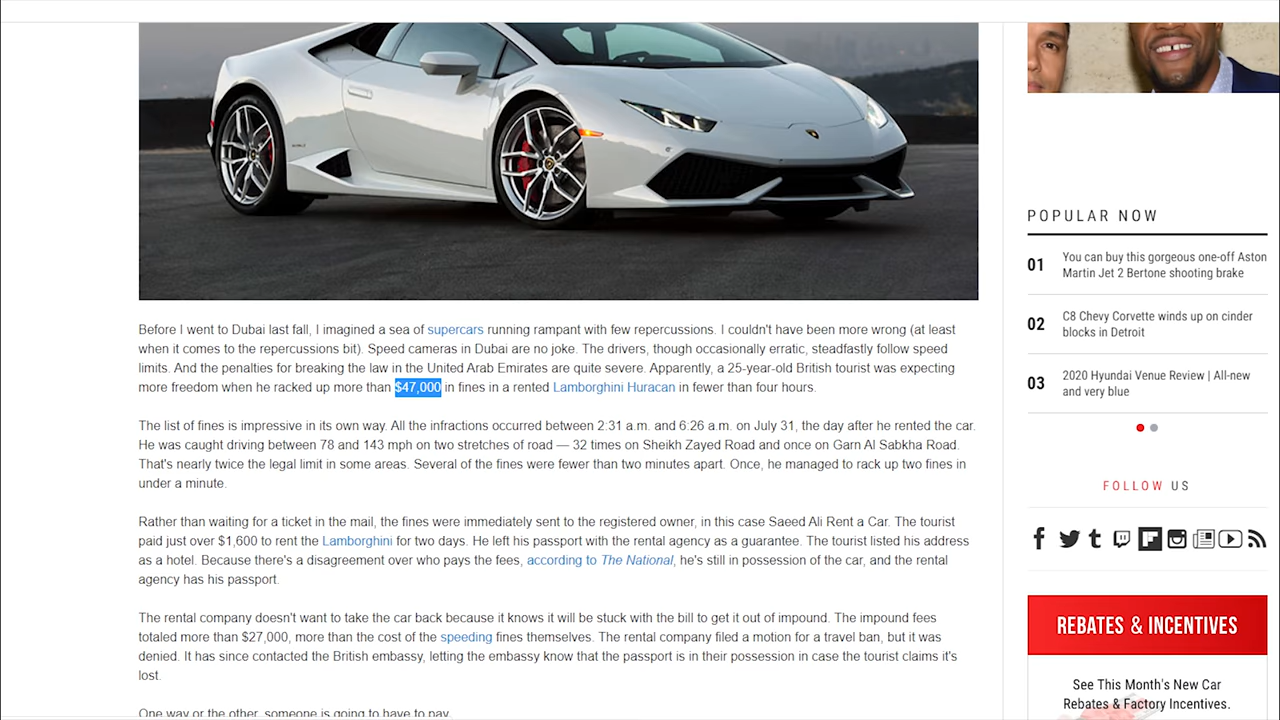 Before I went to Dubai last fall, I imagined a sea of supercars running rampant with few repercussions. I couldn't have been more wrong (at least
when it comes to the repercussions bit). Speed cameras in Dubai are no joke. The drivers, though occasionally erratic, steadfastly follow speed
limits. And the penalties for breaking the law in the United Arab Emirates are quite severe. Apparently, a 25-year-old British tourist was expecting
more freedom when he racked up more than $47,000 in fines in a rented Lamborghini Huracan in fewer than four hours.
The list of fines is impressive in its own way. All the infractions occurred between 2:31 a.m. and 6:26 a.m. on July 31, the day after he rented the car.
He was caught driving between 78 and 143 mph on two stretches of road — 32 times on Sheikh Zayed Road and once on Garn Al Sabkha Road.
That's nearly twice the legal limit in some areas. Several of the fines were fewer than two minutes apart. Once, he managed to rack up two fines in
under a minute.
Rather than waiting for a ticket in the mail, the fines were immediately sent to the registered owner, in this case Saeed Ali Rent a Car. The tourist
paid just over $1,600 to rent the Lamborghini for two days. He left his passport with the rental agency as a guarantee. The tourist listed his address
as a hotel. Because there's a disagreement over who pays the fees, according to The National, he's still in possession of the car, and the rental
agency has his passport.
The rental company doesn't want to take the car back because it knows it will be stuck with the bill to get it out of impound. The impound fees
totaled more than $27,000, more than the cost of the speeding fines themselves. The rental company filed a motion for a travel ban, but it was
denied. It has since contacted the British embassy, letting the embassy know that the passport is in their possession in case the tourist claims it's
lost.
One way or the other, someone is going to have to pay.
POPULAR NOW
01 You can buy this gorgeous one-off Aston
Martin Jet 2 Bertone shooting brake
02 C8 Chevy Corvette winds up on cinder
blocks in Detroit
03 2020 Hyundai Venue Review | All-new
and very blue
FOLLOW US
REBATES & INCENTIVES
See This Month's New Car
Rebates & Factory Incentives.